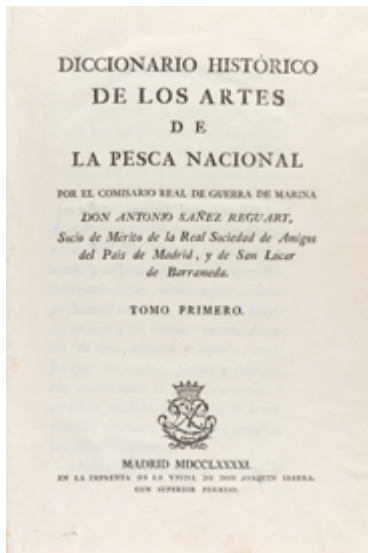 DICCIONARIO HISTÓRICO
DE LOS ARTES
DE
LA PESCA NACIONAL
POR EL COMISARIO REAL DE GUERRA DE MARINA
DON ANTONIO SAÑEZ REGUART,
Socio de Mérito de la Real Sociedad de Amigos
del Pais de Madrid, y de San Lúcar
de Barrameda.
TOMO PRIMERO.
MADRID MDCCLXXXXI.
EN LA IMPRENTA DE LA VIUDA DE DON JOAQUIN IBARRA.
CON SUPERIOR PERMISO.